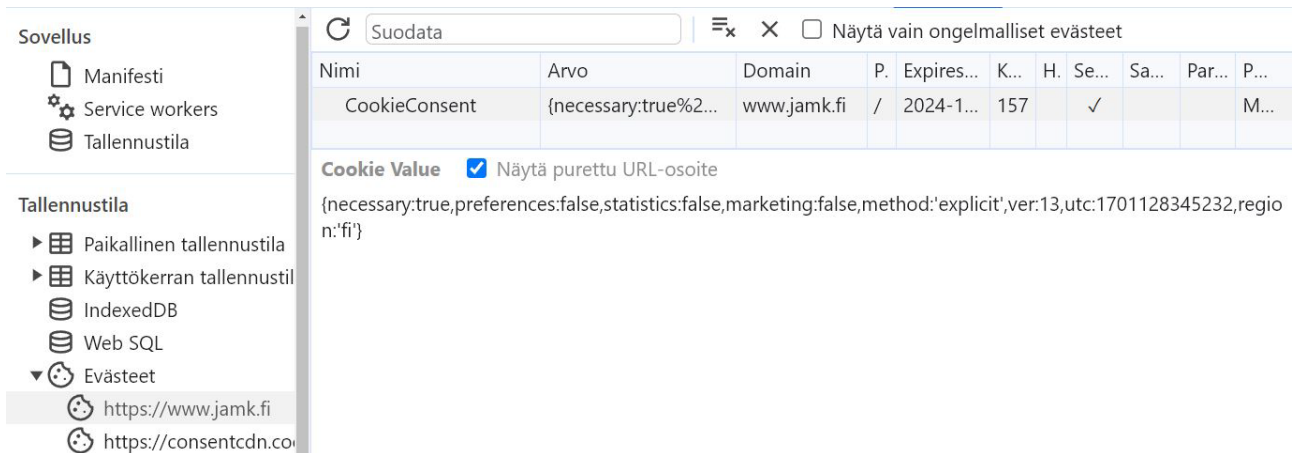 Sovellus
Manifesti
Service workers
Tallennustila
Tallennustila
Paikallinen tallennustila
Käyttökerran tallennustil
IndexedDB
Web SQL
Evästeet
https://www.jamk.fi
https://consentcdn.coo
Suodata
Näytä vain ongelmalliset evästeet
Nimi Arvo Domain P. Expires... K... H. Se... Sa... Par... P...
CookieConsent {necessary:true%2... www.jamk.fi / 2024-1... 157 ✓ M...
Cookie Value Näytä purettu URL-osoite
{necessary:true,preferences:false,statistics:false,marketing:false,method:'explicit',ver:13,utc:1701128345232,regio
n:'fi'}